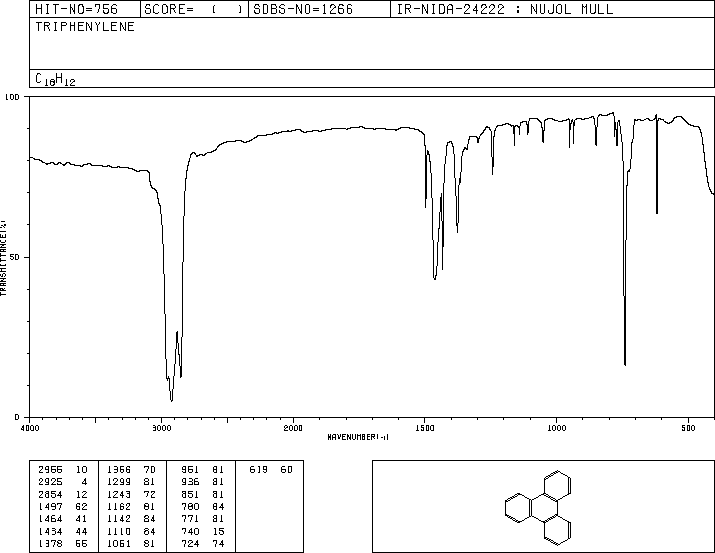 HIT-NO=756 SCORE= ( ) SDBS-NO=1266 IR-NIDA-24222 : NUJOL MULL
TRIPHENYLENE
C18H12
100
50
0
TRANSMITTANCE(%)
4000 3000 2000 1500 1000 500
WAVENUMBER(-1)
2955 10 1366 70 951 81 619 60
2925 4 1299 81 936 81
2854 12 1243 72 851 81
1497 62 1162 81 780 84
1464 41 1142 84 771 81
1434 44 1110 84 740 15
1378 55 1051 81 724 74